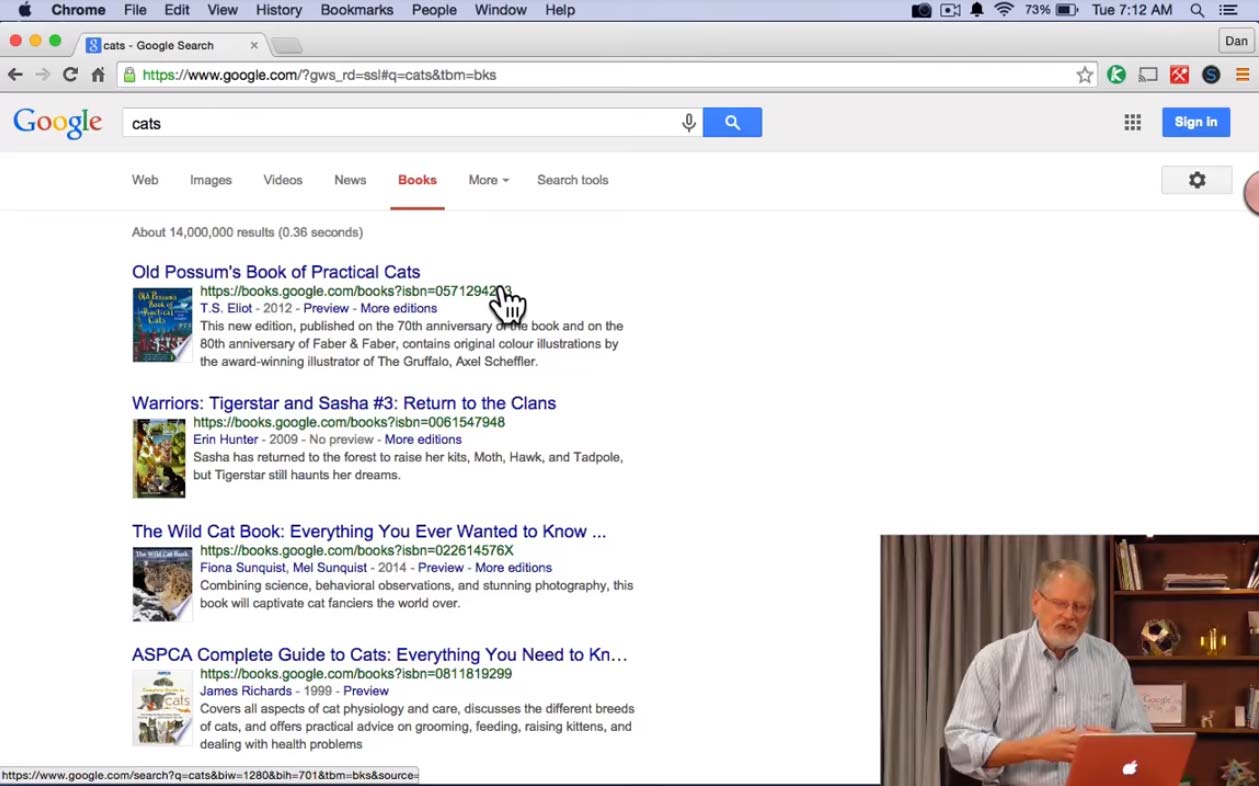 Chrome File Edit View History Bookmarks People Window Help 73% Tue 7:12 AM
cats - Google Search Dan
https://www.google.com/?gws_rd=ssl#q=cats&tbm=bks
Google cats Sign in
Web Images Videos News Books More Search tools
About 14,000,000 results (0.36 seconds)
Old Possum's Book of Practical Cats
https://books.google.com/books?isbn=0571294
T.S. Eliot - 2012 - Preview - More editions
This new edition, published on the 70th anniversary of the book and on the
80th anniversary of Faber & Faber, contains original colour illustrations by
the award-winning illustrator of The Gruffalo, Axel Scheffler.
Warriors: Tigerstar and Sasha #3: Return to the Clans
https://books.google.com/books?isbn=0061547948
Erin Hunter - 2009 - No preview - More editions
Sasha has returned to the forest to raise her kits, Moth, Hawk, and Tadpole,
but Tigerstar still haunts her dreams.
The Wild Cat Book: Everything You Ever Wanted to Know ...
https://books.google.com/books?isbn=022614576X
The Wild Cat Book
Fiona Sunquist, Mel Sunquist - 2014 - Preview - More editions
Combining science, behavioral observations, and stunning photography, this
book will captivate cat fanciers the world over.
ASPCA Complete Guide to Cats: Everything You Need to Kn...
https://books.google.com/books?isbn=0811819299
James Richards - 1999 - Preview
Covers all aspects of cat physiology and care, discusses the different breeds
of cats, and offers practical advice on grooming, feeding, raising kittens, and
dealing with health problems
cats
Google
https://www.google.com/search?q=cats&biw=1280&bih=701&tbm=bks&source=